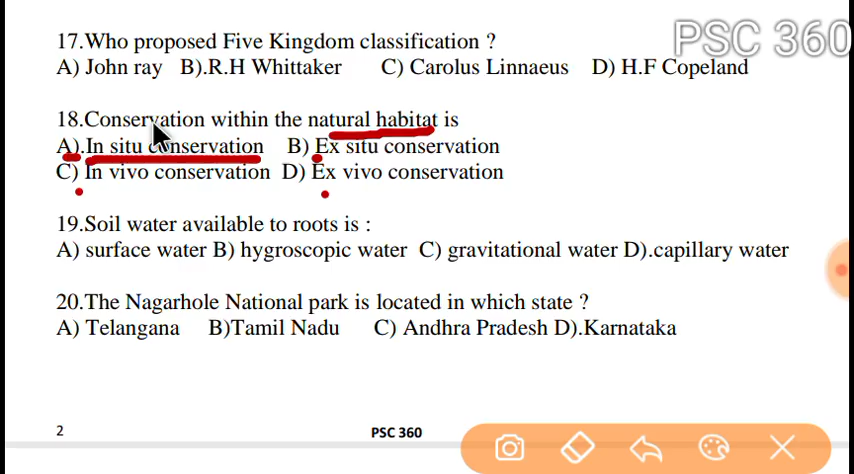 PSC 360
17.Who proposed Five Kingdom classification ?
A) John ray B).R.H Whittaker C) Carolus Linnaeus D) H.F Copeland
18.Conservation within the natural habitat is
A).In situ conservation B) Ex situ conservation
C) In vivo conservation D) Ex vivo conservation
19.Soil water available to roots is :
A) surface water B) hygroscopic water C) gravitational water D).capillary water
20.The Nagarhole National park is located in which state ?
A) Telangana B)Tamil Nadu C) Andhra Pradesh D).Karnataka
2 PSC 360